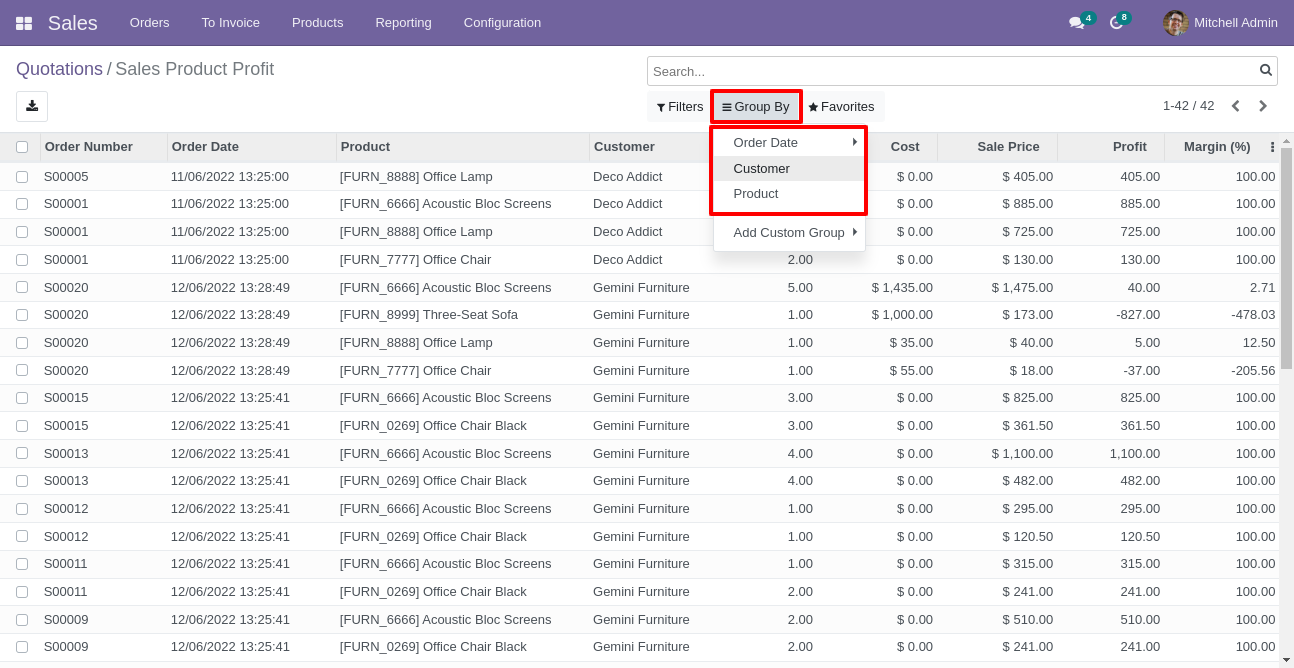 Sales Orders To Invoice Products Reporting Configuration 4 8 Mitchell Admin
Quotations / Sales Product Profit
Search...
Filters Group By Favorites 1-42 / 42
Order Number Order Date Product Customer Cost Sale Price Profit Margin (%)
Order Date
Customer
Product
Add Custom Group
S00005 11/06/2022 13:25:00 [FURN_8888] Office Lamp Deco Addict $ 0.00 $ 405.00 405.00 100.00
S00001 11/06/2022 13:25:00 [FURN_6666] Acoustic Bloc Screens Deco Addict $ 0.00 $ 885.00 885.00 100.00
S00001 11/06/2022 13:25:00 [FURN_8888] Office Lamp Deco Addict $ 0.00 $ 725.00 725.00 100.00
S00001 11/06/2022 13:25:00 [FURN_7777] Office Chair Deco Addict 2.00 $ 0.00 $ 130.00 130.00 100.00
S00020 12/06/2022 13:28:49 [FURN_6666] Acoustic Bloc Screens Gemini Furniture 5.00 $ 1,435.00 $ 1,475.00 40.00 2.71
S00020 12/06/2022 13:28:49 [FURN_8999] Three-Seat Sofa Gemini Furniture 1.00 $ 1,000.00 $ 173.00 -827.00 -478.03
S00020 12/06/2022 13:28:49 [FURN_8888] Office Lamp Gemini Furniture 1.00 $ 35.00 $ 40.00 5.00 12.50
S00020 12/06/2022 13:28:49 [FURN_7777] Office Chair Gemini Furniture 1.00 $ 55.00 $ 18.00 -37.00 -205.56
S00015 12/06/2022 13:25:41 [FURN_6666] Acoustic Bloc Screens Gemini Furniture 3.00 $ 0.00 $ 825.00 825.00 100.00
S00015 12/06/2022 13:25:41 [FURN_0269] Office Chair Black Gemini Furniture 3.00 $ 0.00 $ 361.50 361.50 100.00
S00013 12/06/2022 13:25:41 [FURN_6666] Acoustic Bloc Screens Gemini Furniture 4.00 $ 0.00 $ 1,100.00 1,100.00 100.00
S00013 12/06/2022 13:25:41 [FURN_0269] Office Chair Black Gemini Furniture 4.00 $ 0.00 $ 482.00 482.00 100.00
S00012 12/06/2022 13:25:41 [FURN_6666] Acoustic Bloc Screens Gemini Furniture 1.00 $ 0.00 $ 295.00 295.00 100.00
S00012 12/06/2022 13:25:41 [FURN_0269] Office Chair Black Gemini Furniture 1.00 $ 0.00 $ 120.50 120.50 100.00
S00011 12/06/2022 13:25:41 [FURN_6666] Acoustic Bloc Screens Gemini Furniture 1.00 $ 0.00 $ 315.00 315.00 100.00
S00011 12/06/2022 13:25:41 [FURN_0269] Office Chair Black Gemini Furniture 2.00 $ 0.00 $ 241.00 241.00 100.00
S00009 12/06/2022 13:25:41 [FURN_6666] Acoustic Bloc Screens Gemini Furniture 2.00 $ 0.00 $ 510.00 510.00 100.00
S00009 12/06/2022 13:25:41 [FURN_0269] Office Chair Black Gemini Furniture 2.00 $ 0.00 $ 241.00 241.00 100.00